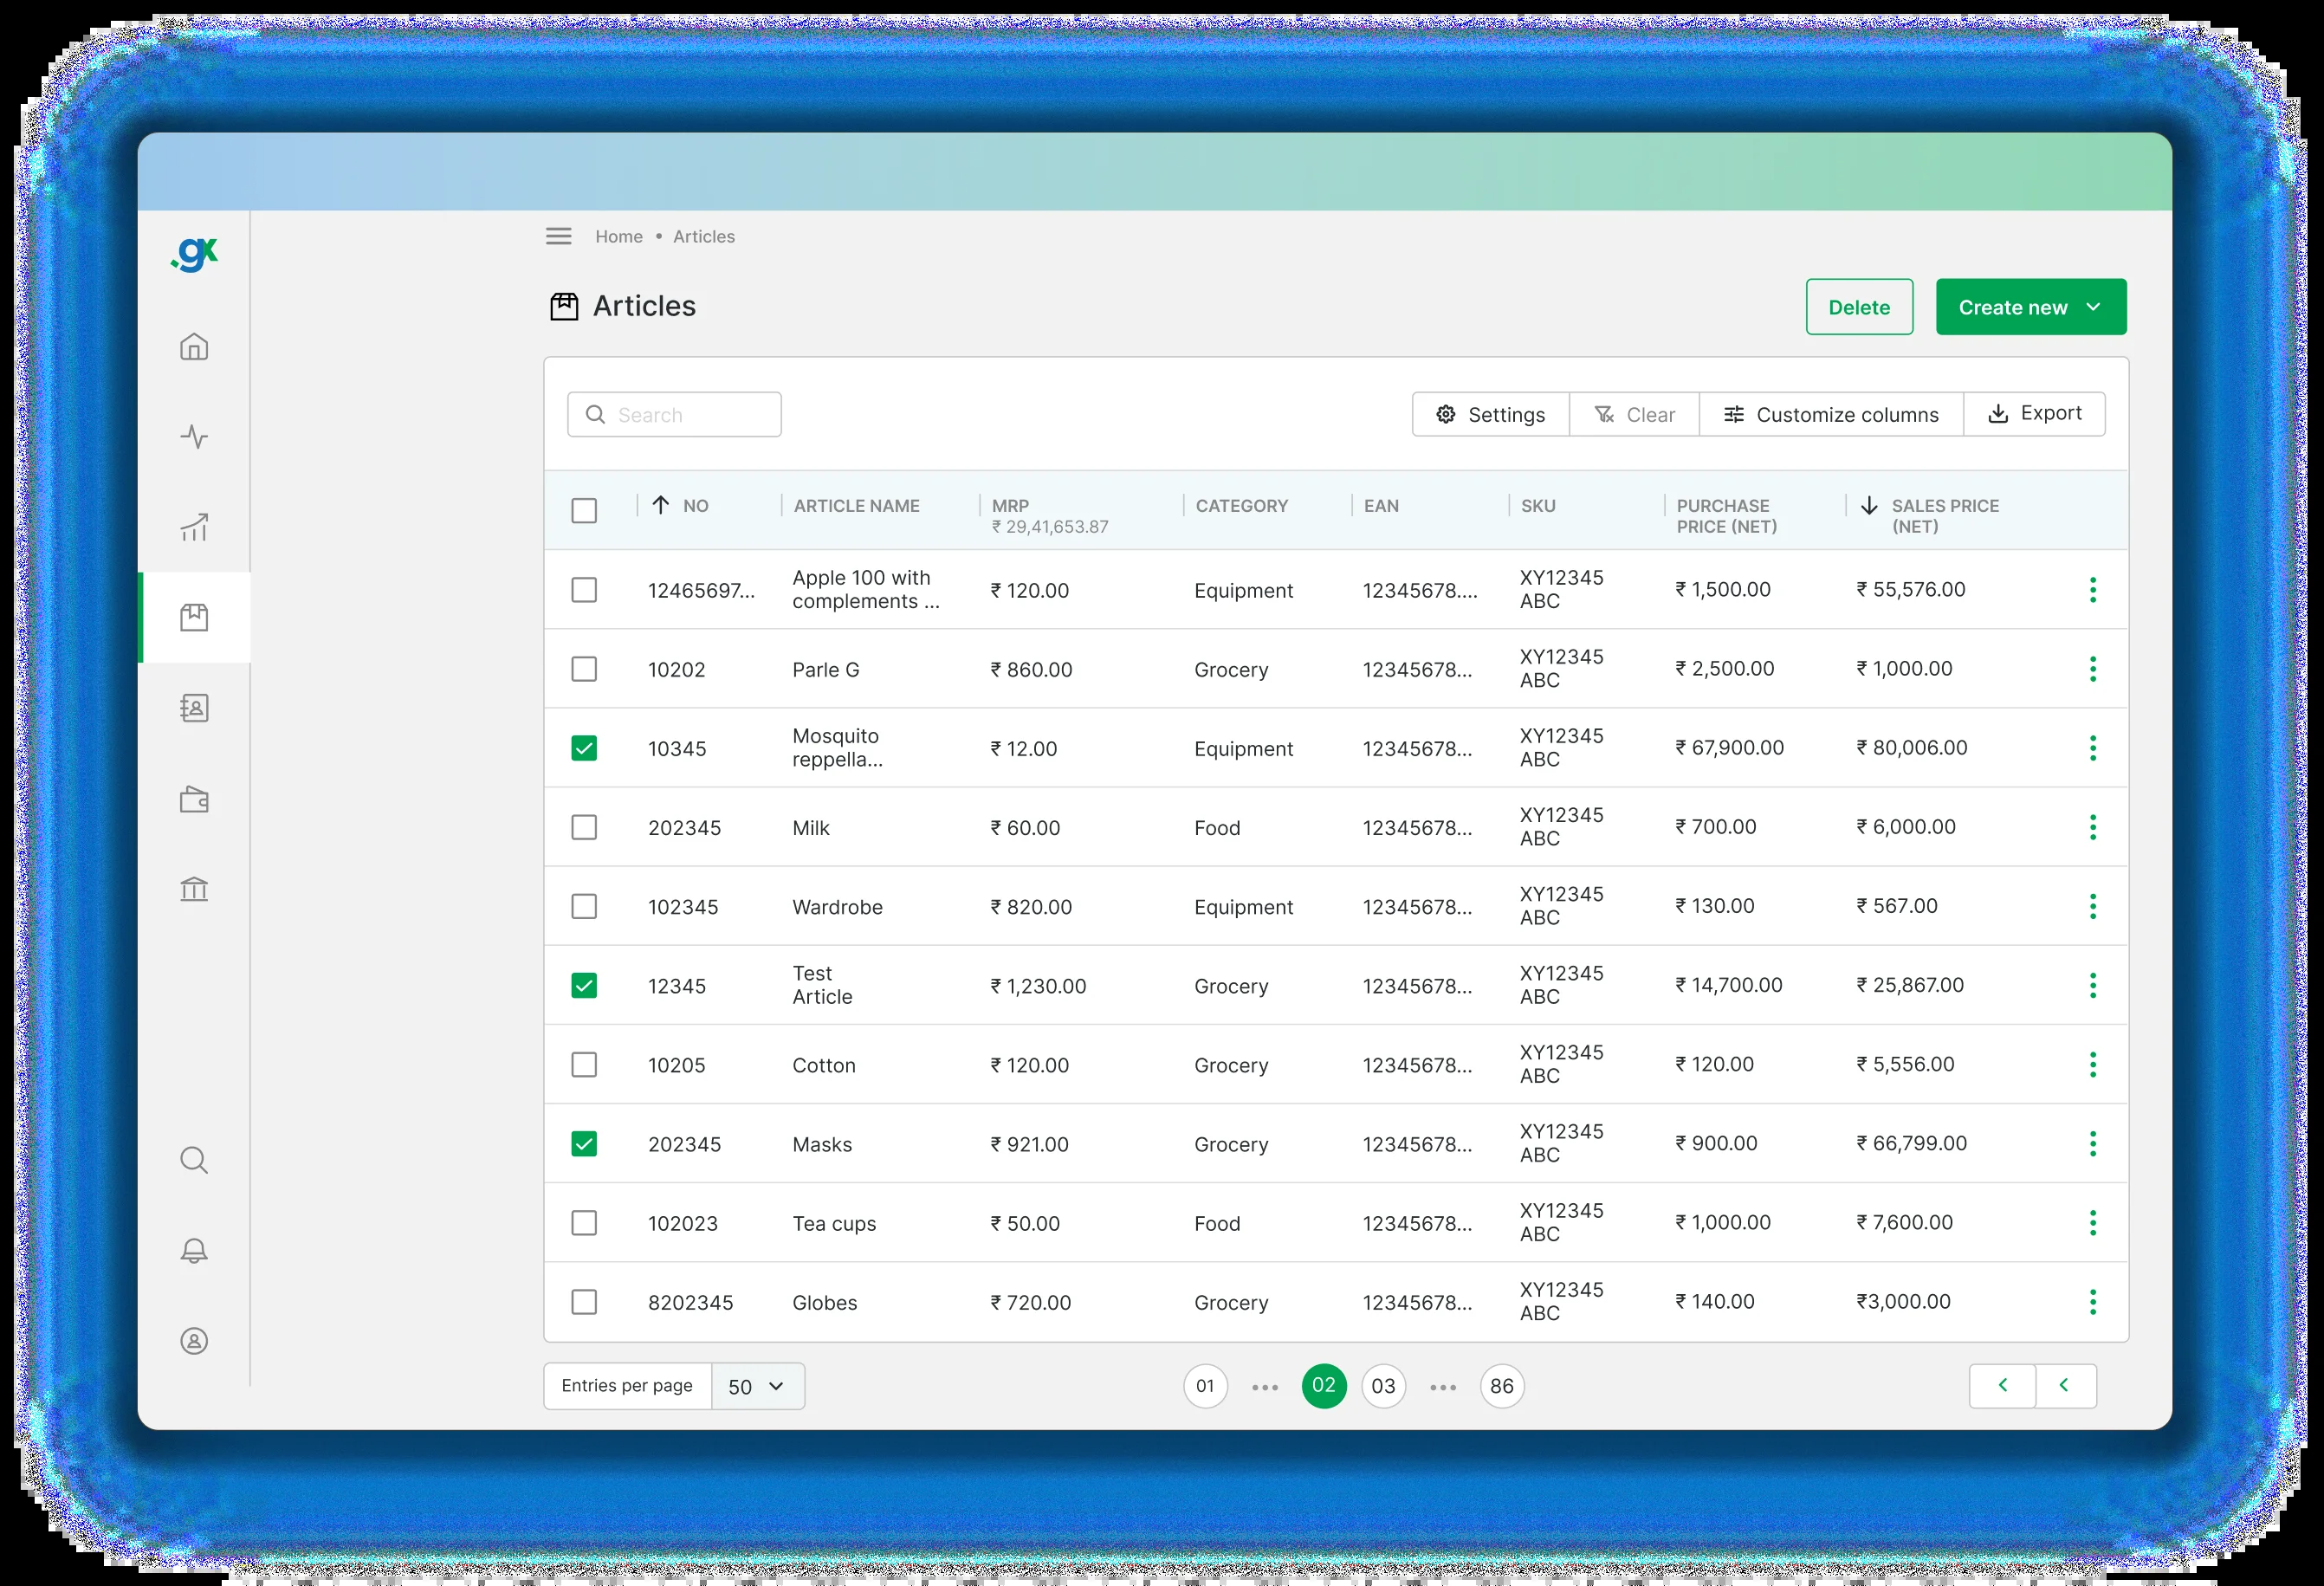 .gx
Home • Articles
Articles
Delete
Create new
Search
Settings
Clear
Customize columns
Export
NO
ARTICLE NAME
MRP
₹ 29,41,653.87
CATEGORY
EAN
SKU
PURCHASE
PRICE (NET)
SALES PRICE
(NET)
12465697...
Apple 100 with
complements ...
₹ 120.00
Equipment
12345678....
XY12345
ABC
₹ 1,500.00
₹ 55,576.00
10202
Parle G
₹ 860.00
Grocery
12345678...
XY12345
ABC
₹ 2,500.00
₹ 1,000.00
10345
Mosquito
reppella...
₹ 12.00
Equipment
12345678...
XY12345
ABC
₹ 67,900.00
₹ 80,006.00
202345
Milk
₹ 60.00
Food
12345678...
XY12345
ABC
₹ 700.00
₹ 6,000.00
102345
Wardrobe
₹ 820.00
Equipment
12345678...
XY12345
ABC
₹ 130.00
₹ 567.00
12345
Test
Article
₹ 1,230.00
Grocery
12345678...
XY12345
ABC
₹ 14,700.00
₹ 25,867.00
10205
Cotton
₹ 120.00
Grocery
12345678...
XY12345
ABC
₹ 120.00
₹ 5,556.00
202345
Masks
₹ 921.00
Grocery
12345678...
XY12345
ABC
₹ 900.00
₹ 66,799.00
102023
Tea cups
₹ 50.00
Food
12345678...
XY12345
ABC
₹ 1,000.00
₹ 7,600.00
8202345
Globes
₹ 720.00
Grocery
12345678...
XY12345
ABC
₹ 140.00
₹3,000.00
Entries per page
50
01 ••• 02 03 ••• 86